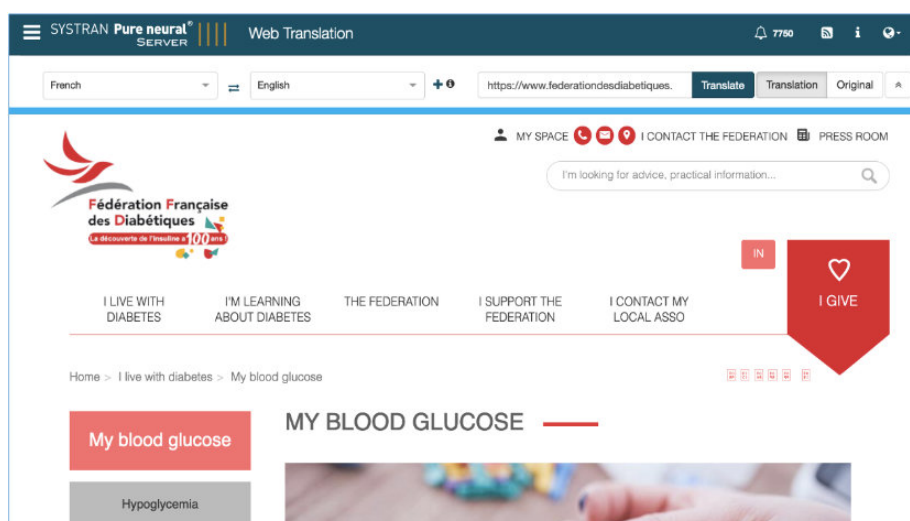 SYSTRAN Pure neural® SERVER
Web Translation
7750
French
English
https://www.federationdesdiabetiques.
Translate
Translation
Original
MY SPACE
I CONTACT THE FEDERATION
PRESS ROOM
I'm looking for advice, practical information...
Fédération Française
des Diabétiques
La découverte de l'insuline a 100 ans !
IN
I GIVE
I LIVE WITH
DIABETES
I'M LEARNING
ABOUT DIABETES
THE FEDERATION
I SUPPORT THE
FEDERATION
I CONTACT MY
LOCAL ASSO
Home > I live with diabetes > My blood glucose
My blood glucose
MY BLOOD GLUCOSE
Hypoglycemia